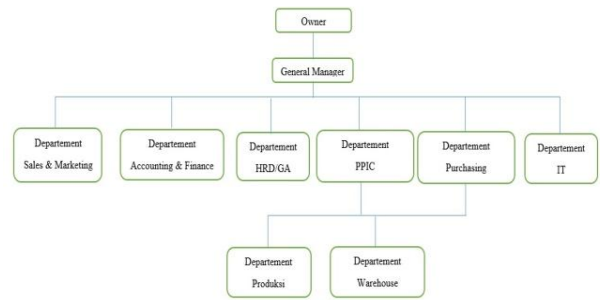 Owner
General Manager
Departement
Sales & Marketing
Departement
Accounting & Finance
Departement
HRD/GA
Departement
PPIC
Departement
Purchasing
Departement
IT
Departement
Produksi
Departement
Warehouse